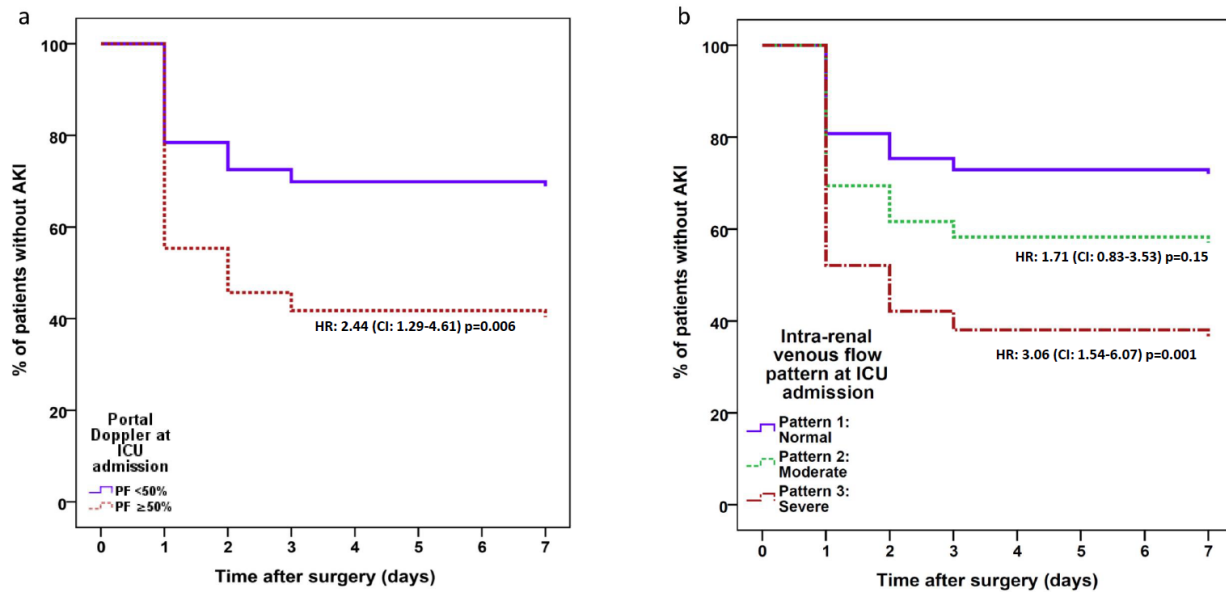 a
% of patients without AKI
100
80
60
40
20
0
HR: 2.44 (CI: 1.29-4.61) p=0.006
Portal
Doppler at
ICU
admission
PF <50%
PF ≥50%
0 1 2 3 4 5 6 7
Time after surgery (days)
b
% of patients without AKI
100
80
60
40
20
0
HR: 1.71 (CI: 0.83-3.53) p=0.15
HR: 3.06 (CI: 1.54-6.07) p=0.001
Intra-renal
venous flow
pattern at ICU
admission
Pattern 1:
Normal
Pattern 2:
Moderate
Pattern 3:
Severe
0 1 2 3 4 5 6 7
Time after surgery (days)